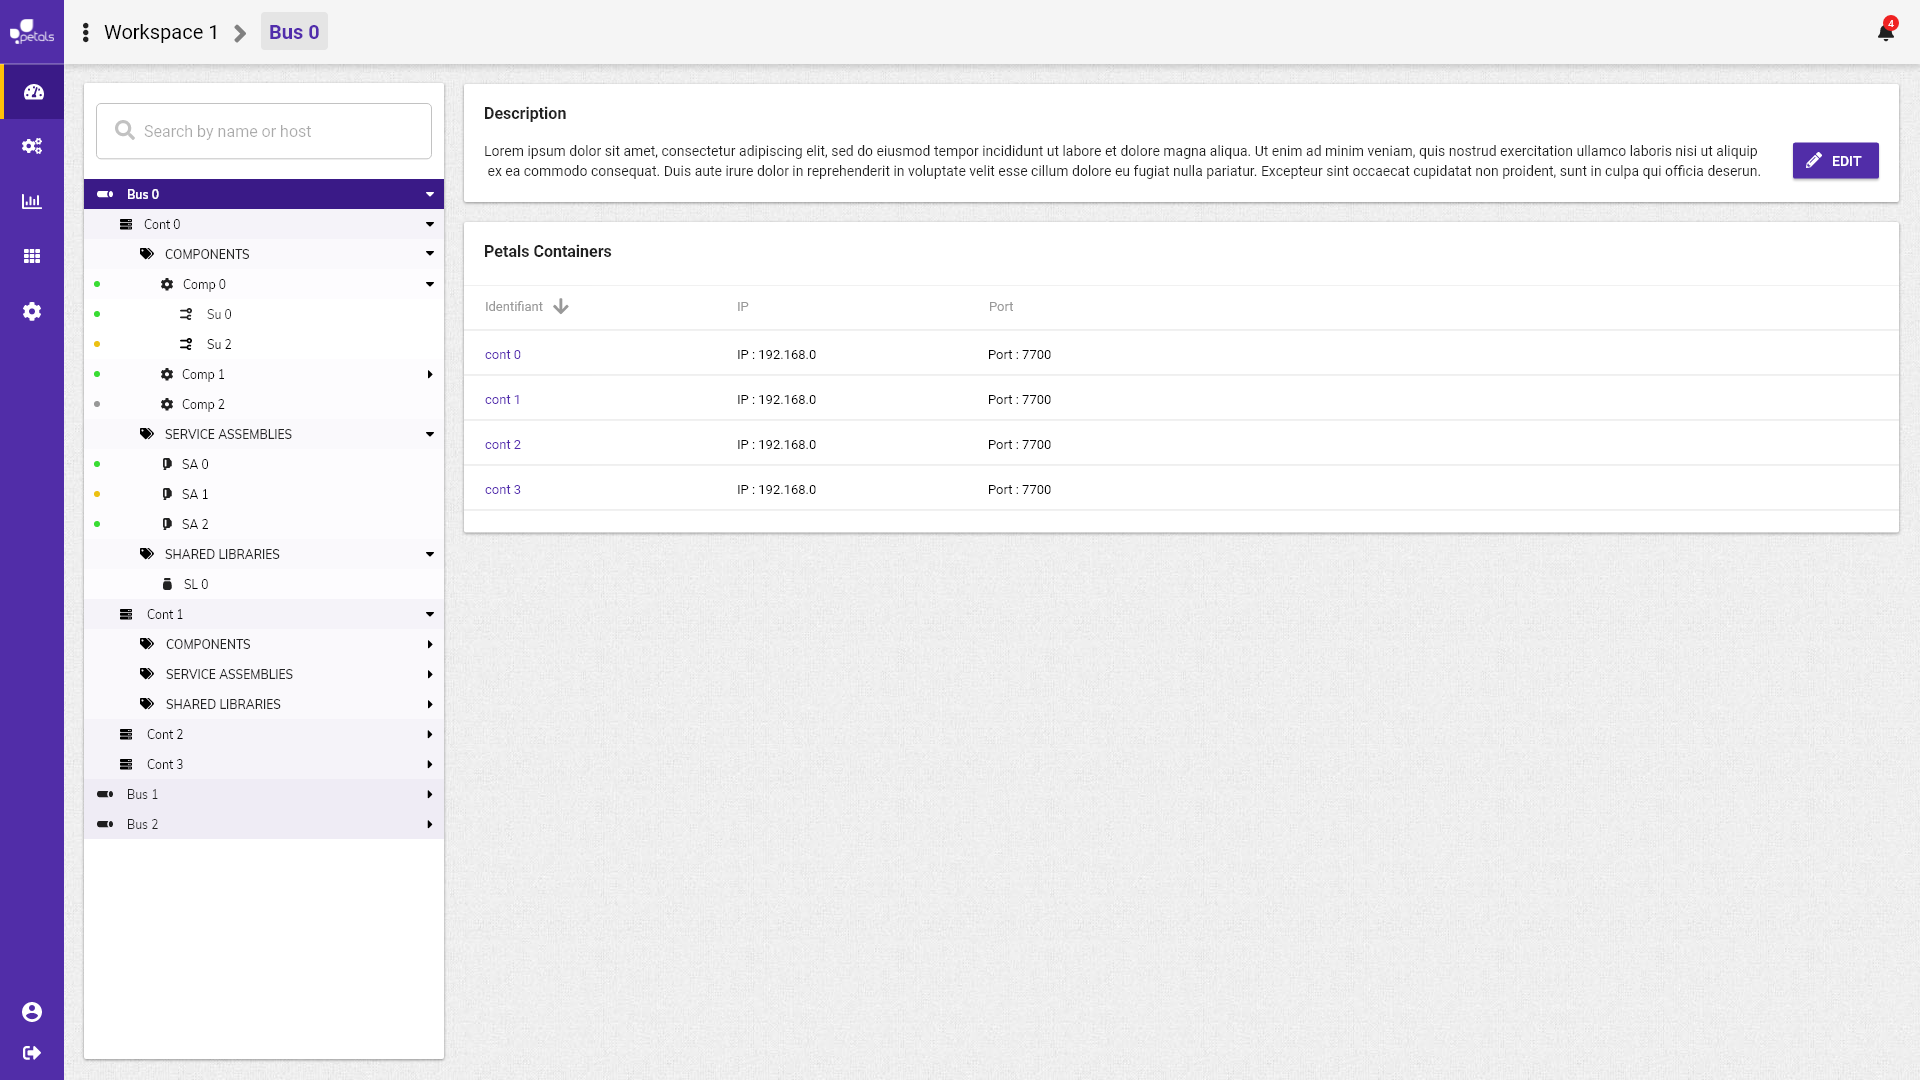 petals
Workspace 1
Bus 0
4
Search by name or host
Bus 0
Cont 0
COMPONENTS
Comp 0
Su 0
Su 2
Comp 1
Comp 2
SERVICE ASSEMBLIES
SA 0
SA 1
SA 2
SHARED LIBRARIES
SL 0
Cont 1
COMPONENTS
SERVICE ASSEMBLIES
SHARED LIBRARIES
Cont 2
Cont 3
Bus 1
Bus 2
Description
Lorem ipsum dolor sit amet, consectetur adipiscing elit, sed do eiusmod tempor incididunt ut labore et dolore magna aliqua. Ut enim ad minim veniam, quis nostrud exercitation ullamco laboris nisi ut aliquip
ex ea commodo consequat. Duis aute irure dolor in reprehenderit in voluptate velit esse cillum dolore eu fugiat nulla pariatur. Excepteur sint occaecat cupidatat non proident, sunt in culpa qui officia deserun.
EDIT
Petals Containers
Identifiant IP Port
cont 0 IP : 192.168.0 Port : 7700
cont 1 IP : 192.168.0 Port : 7700
cont 2 IP : 192.168.0 Port : 7700
cont 3 IP : 192.168.0 Port : 7700